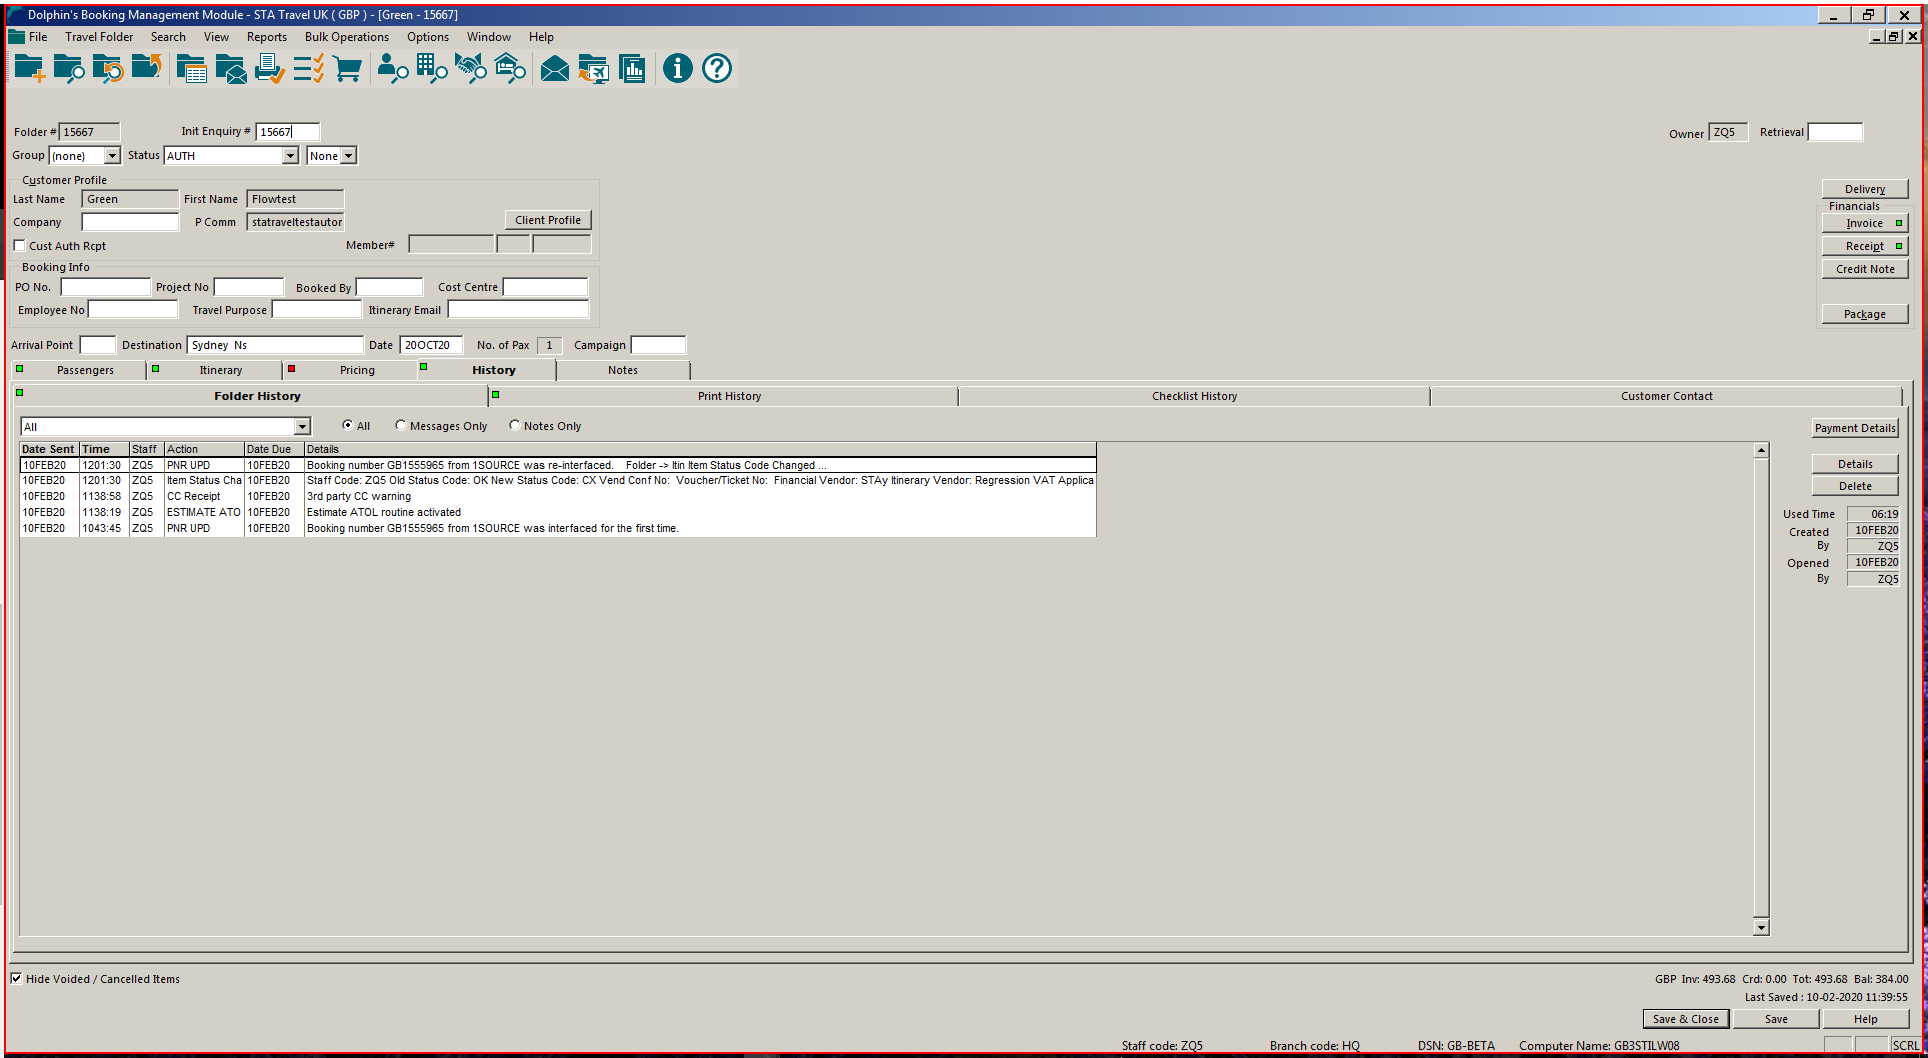 Dolphin's Booking Management Module - STA Travel UK ( GBP ) - [Green - 15667]
File Travel Folder Search View Reports Bulk Operations Options Window Help
Folder # 15667 Init Enquiry # 15667 Owner ZQ5 Retrieval
Group (none) Status AUTH None
Customer Profile
Last Name Green First Name Flowtest
Company P Comm statraveltestautor Client Profile
Cust Auth Rcpt Member#
Delivery
Financials
Invoice
Receipt
Credit Note
Package
Booking Info
PO No. Project No Booked By Cost Centre
Employee No Travel Purpose Itinerary Email
Arrival Point Destination Sydney Ns Date 20OCT20 No. of Pax 1 Campaign
Passengers Itinerary Pricing History Notes
Folder History Print History Checklist History Customer Contact
All All Messages Only Notes Only
Payment Details
Date Sent Time Staff Action Date Due Details
10FEB20 1201:30 ZQ5 PNR UPD 10FEB20 Booking number GB1555965 from 1SOURCE was re-interfaced. Folder -> Itin Item Status Code Changed ...
10FEB20 1201:30 ZQ5 Item Status Cha 10FEB20 Staff Code: ZQ5 Old Status Code: OK New Status Code: CX Vend Conf No: Voucher/Ticket No: Financial Vendor: STAy Itinerary Vendor: Regression VAT Applica
10FEB20 1138:58 ZQ5 CC Receipt 10FEB20 3rd party CC warning
10FEB20 1138:19 ZQ5 ESTIMATE ATO 10FEB20 Estimate ATOL routine activated
10FEB20 1043:45 ZQ5 PNR UPD 10FEB20 Booking number GB1555965 from 1SOURCE was interfaced for the first time.
Details
Delete
Used Time 06:19
Created 10FEB20
By ZQ5
Opened 10FEB20
By ZQ5
Hide Voided / Cancelled Items
GBP Inv: 493.68 Crd: 0.00 Tot: 493.68 Bal: 384.00
Last Saved : 10-02-2020 11:39:55
Save & Close Save Help
Staff code: ZQ5 Branch code: HQ DSN: GB-BETA Computer Name: GB3STILW08 SCRL